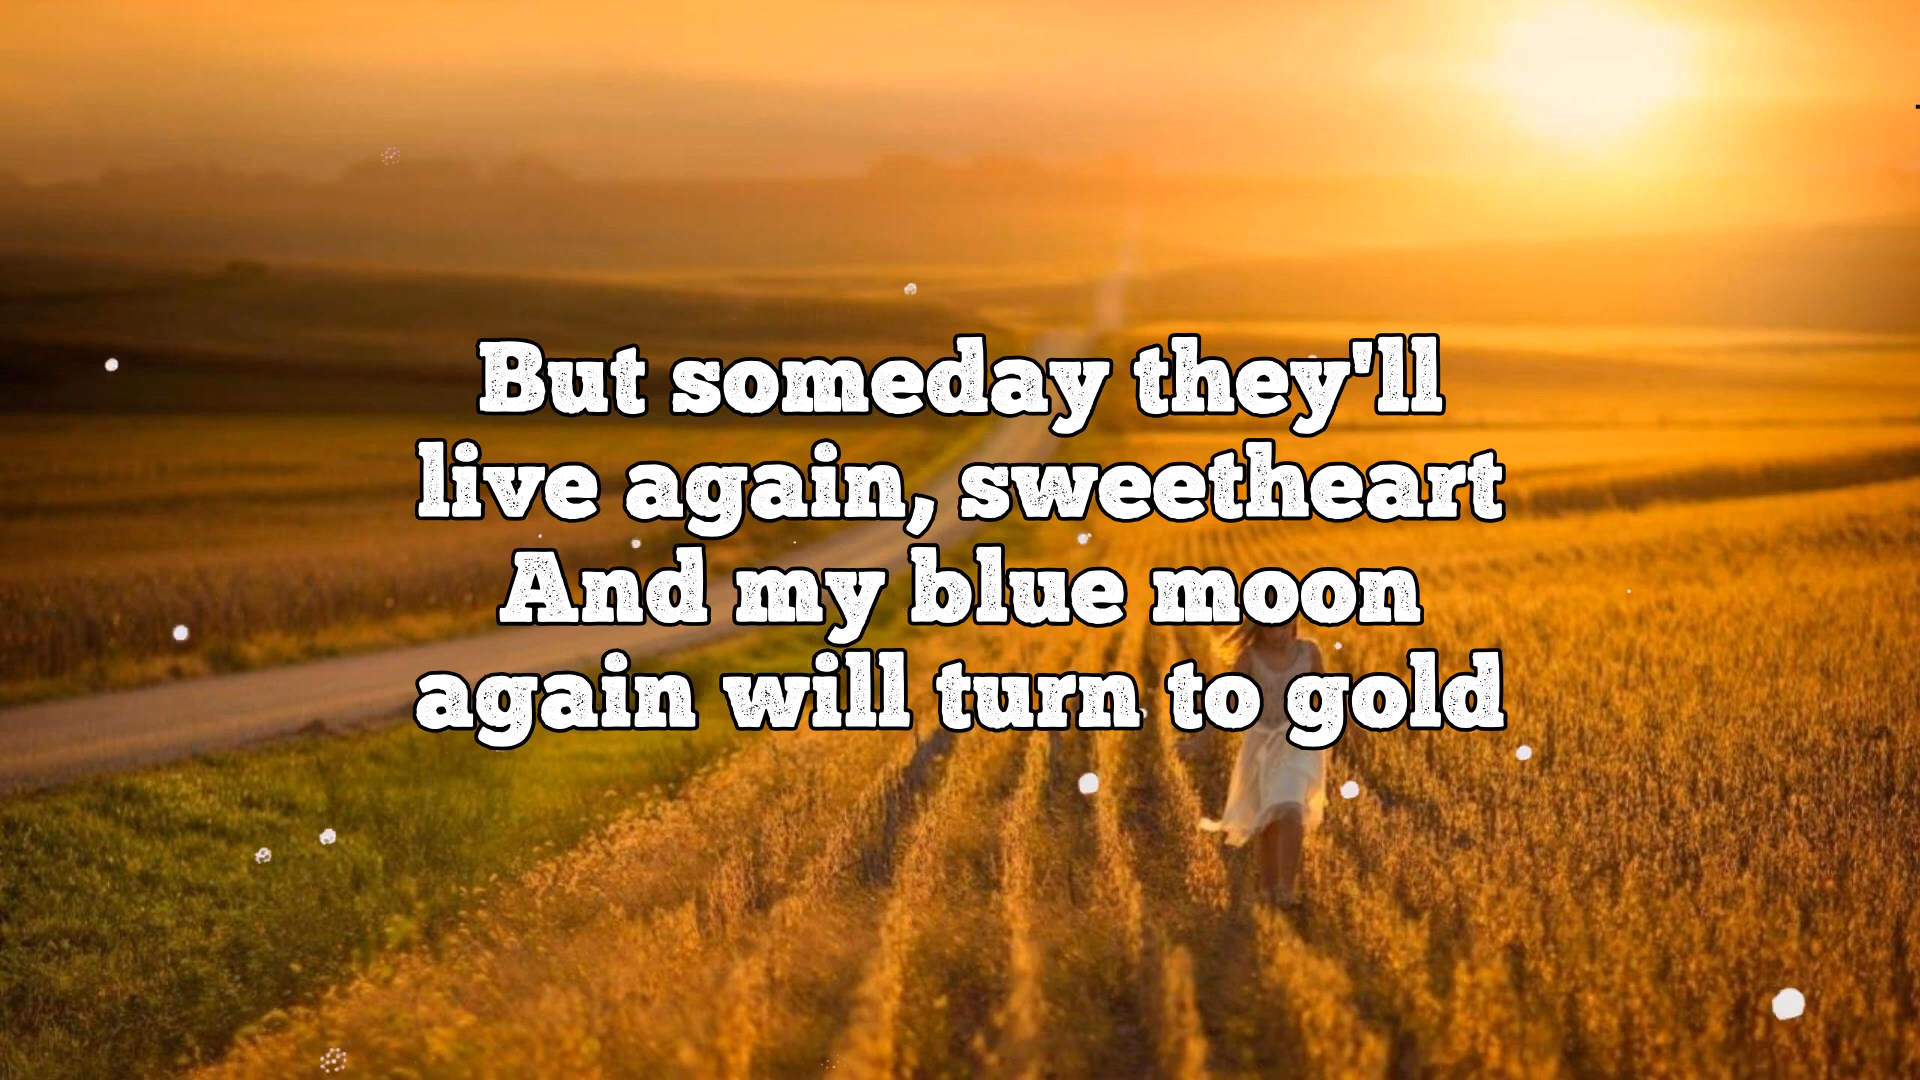 But someday they'll
live again, sweetheart
And my blue moon
again will turn to gold